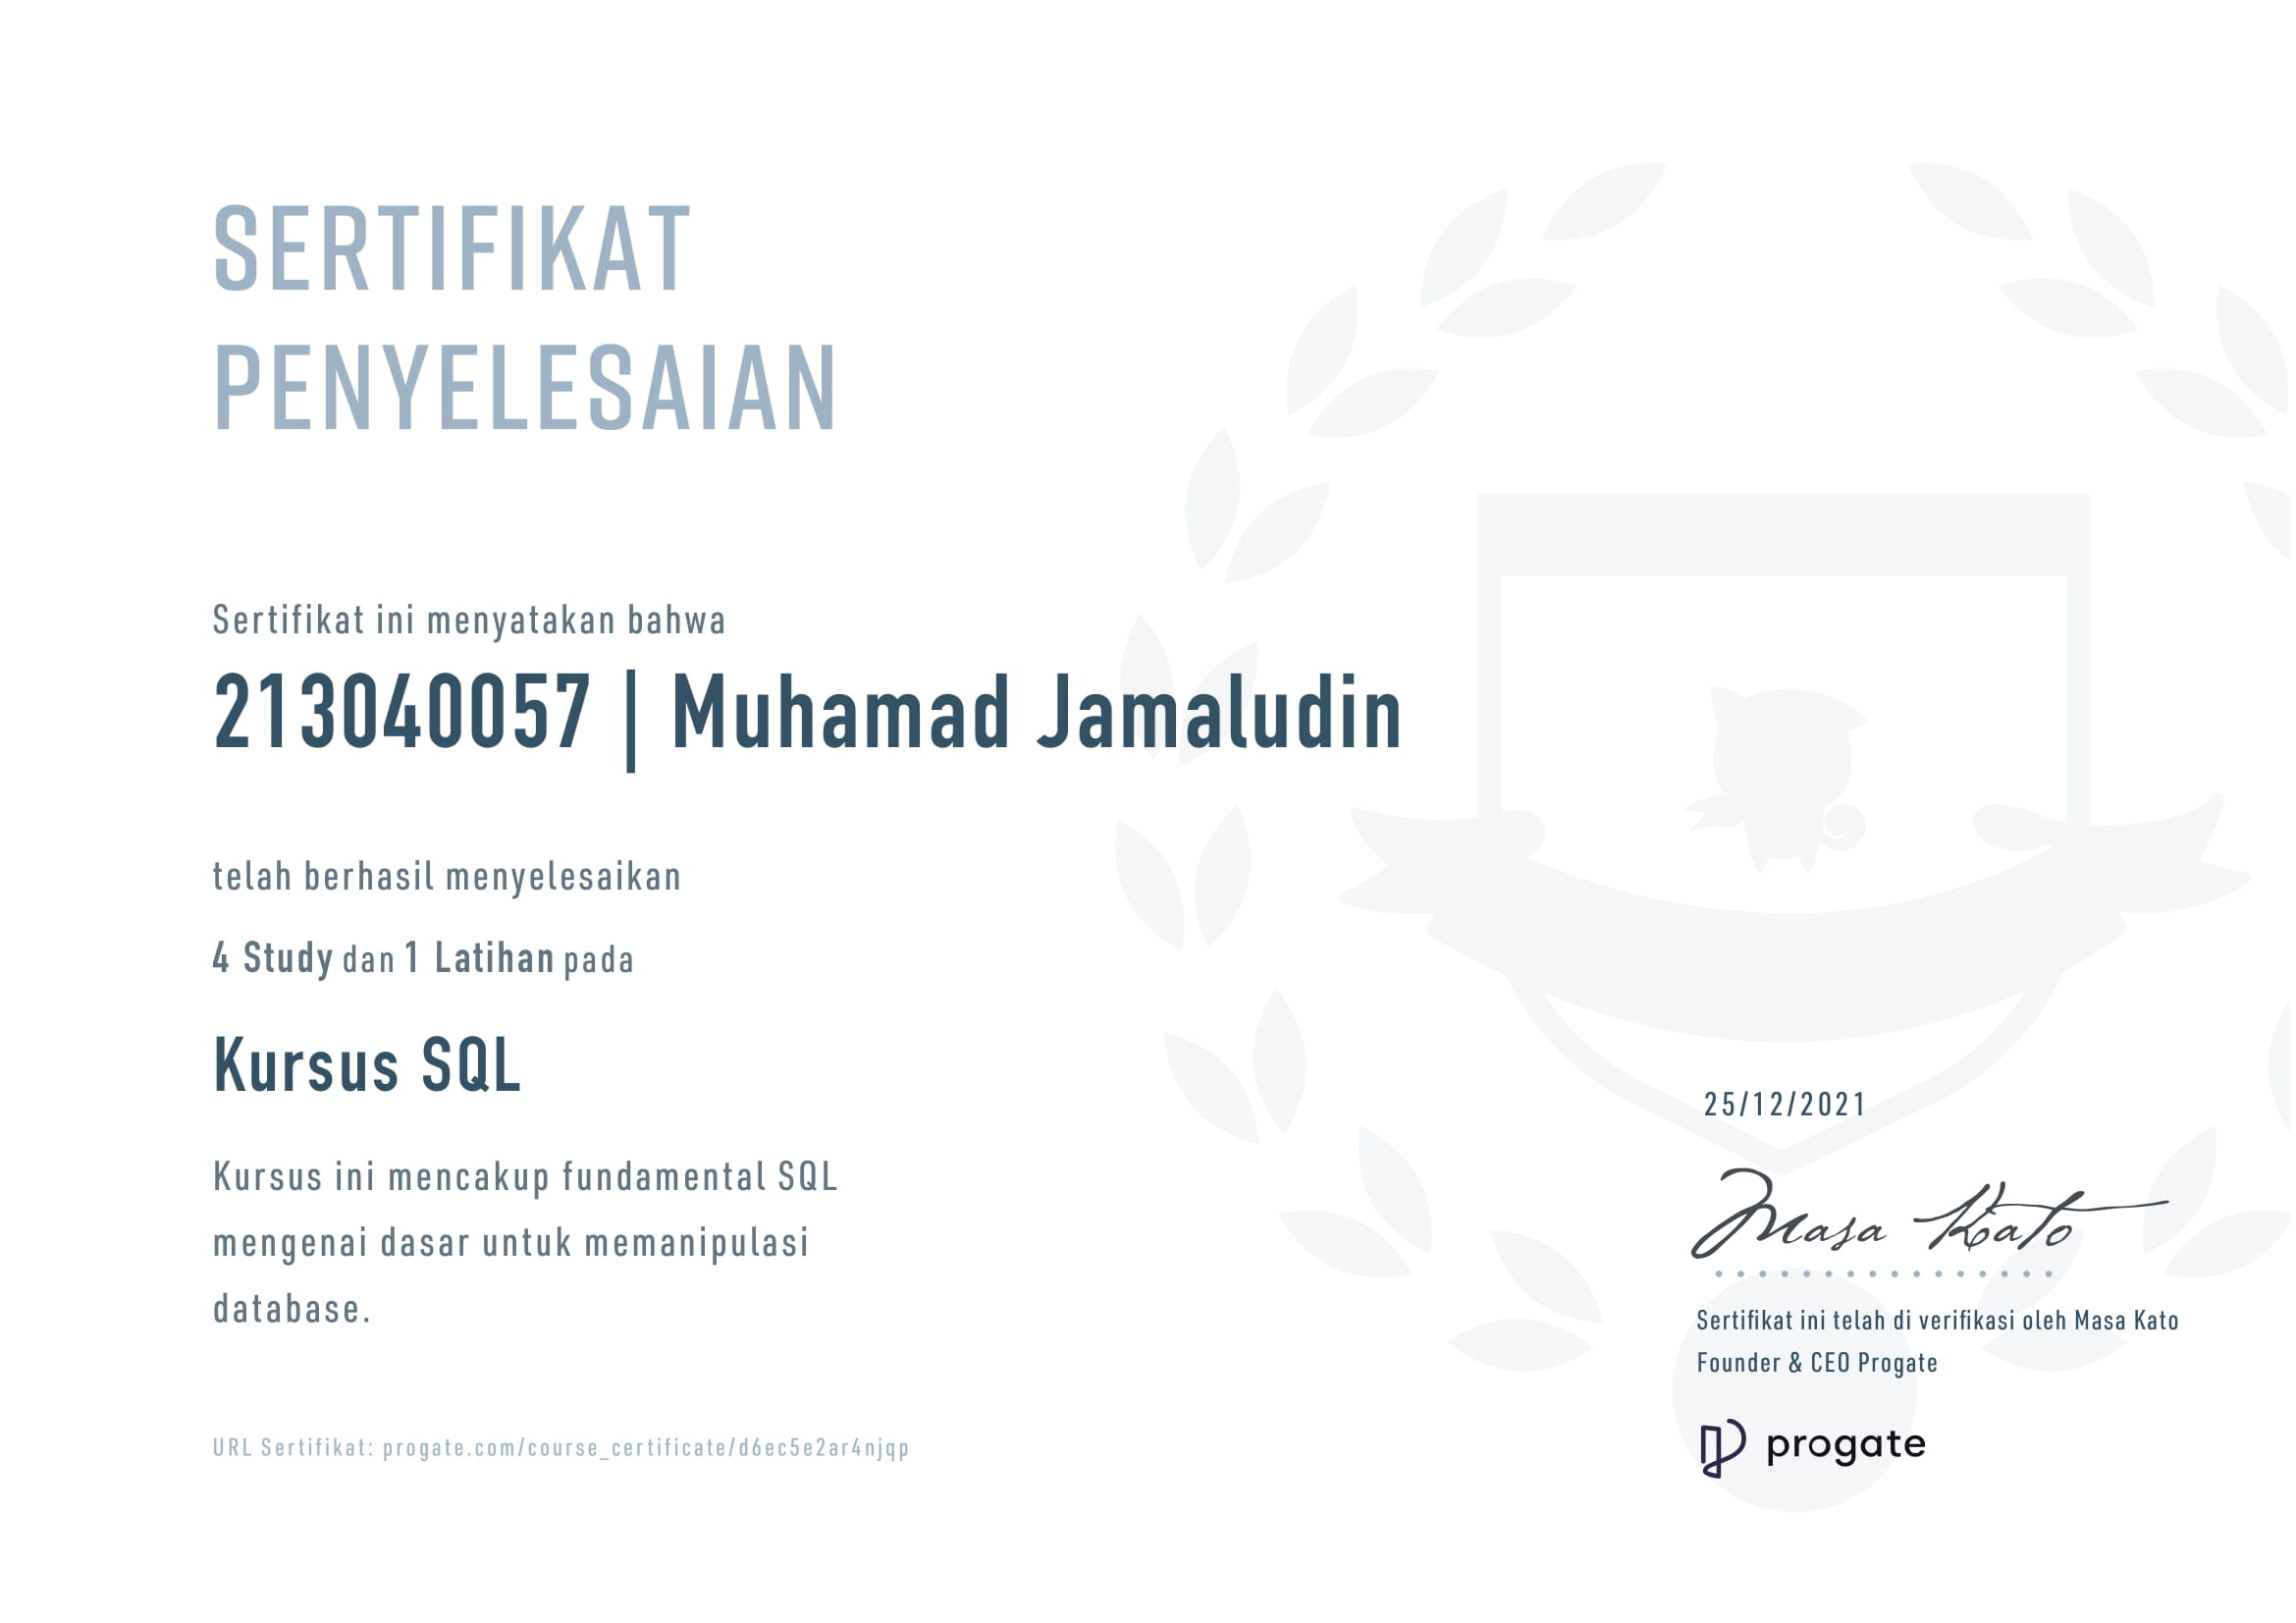 SERTIFIKAT
PENYELESAIAN
Sertifikat ini menyatakan bahwa
213040057 | Muhamad Jamaludin
telah berhasil menyelesaikan
4 Study dan 1 Latihan pada
Kursus SQL
Kursus ini mencakup fundamental SQL
mengenai dasar untuk memanipulasi
database.
URL Sertifikat: progate.com/course_certificate/d6ec5e2ar4njqp
25/12/2021
Masa Kato
Sertifikat ini telah di verifikasi oleh Masa Kato
Founder & CEO Progate
progate